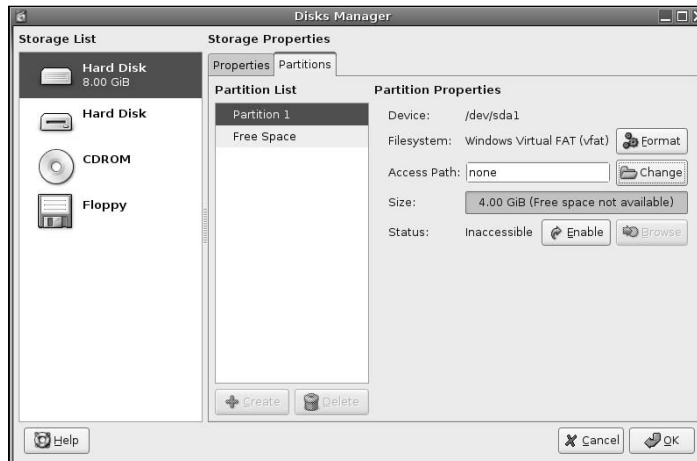 Disks Manager
Storage List
Hard Disk
8.00 GiB
Hard Disk
CDROM
Floppy
Storage Properties
Properties Partitions
Partition List
Partition 1
Free Space
Create Delete
Partition Properties
Device: /dev/sda1
Filesystem: Windows Virtual FAT (vfat) Format
Access Path: none Change
Size: 4.00 GiB (Free space not available)
Status: Inaccessible Enable Browse
Help Cancel OK